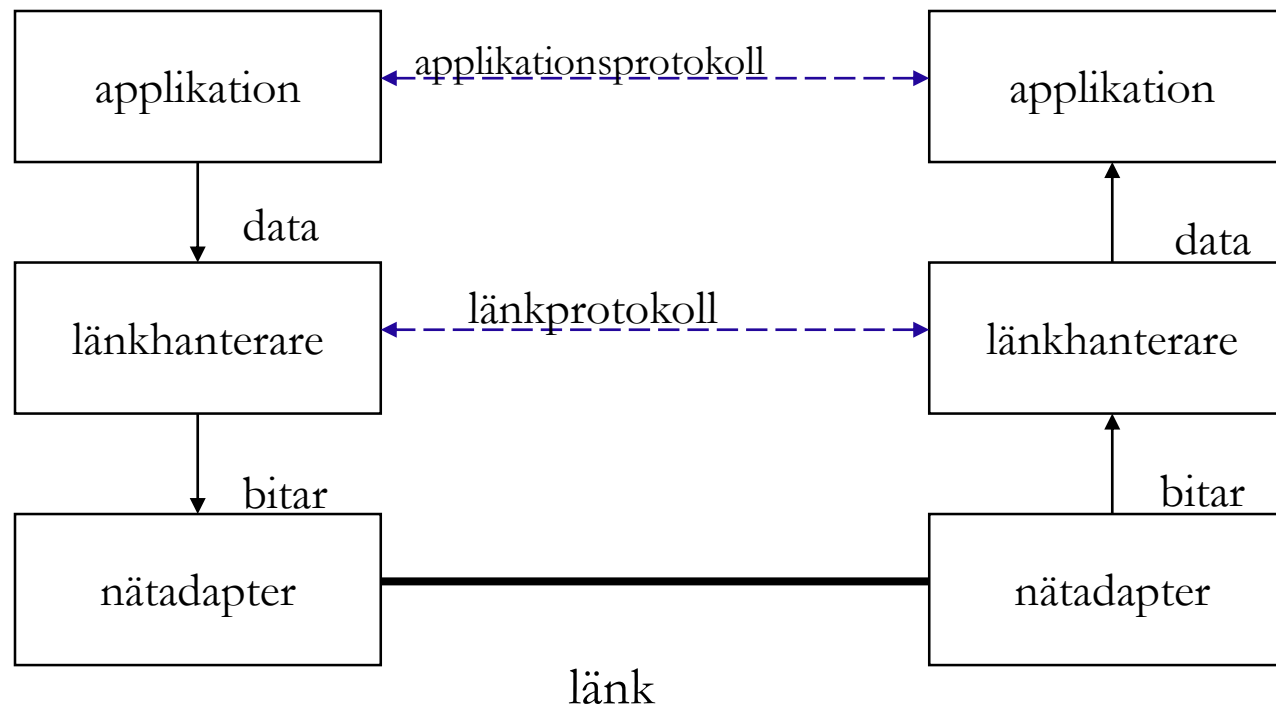 applikation
applikationsprotokoll
applikation
data
data
länkhanterare
länkprotokoll
länkhanterare
bitar
bitar
nätadapter
nätadapter
länk